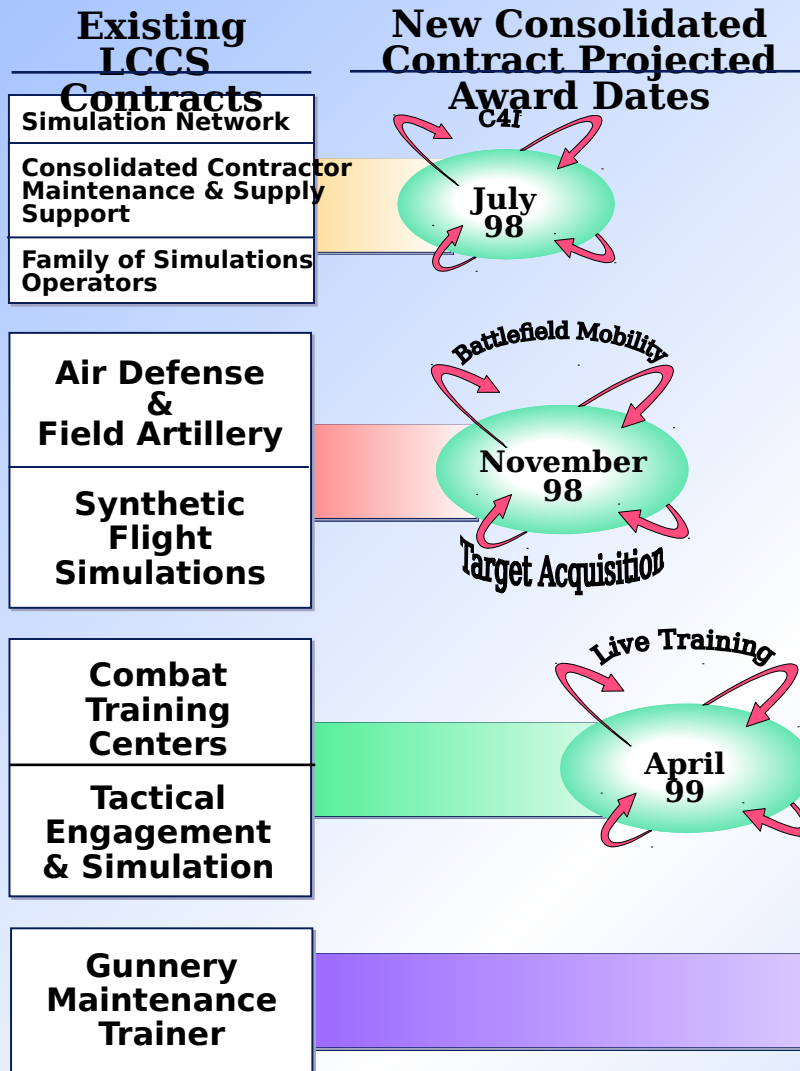 Existing
LCCS
Contracts
New Consolidated
Contract Projected
Award Dates
Simulation Network
Consolidated Contractor
Maintenance & Supply
Support
Family of Simulations
Operators
C4I
July
98
Air Defense
&
Field Artillery
Synthetic
Flight
Simulations
Battlefield Mobility
November
98
Target Acquisition
Combat
Training
Centers
Tactical
Engagement
& Simulation
Live Training
April
99
Gunnery
Maintenance
Trainer